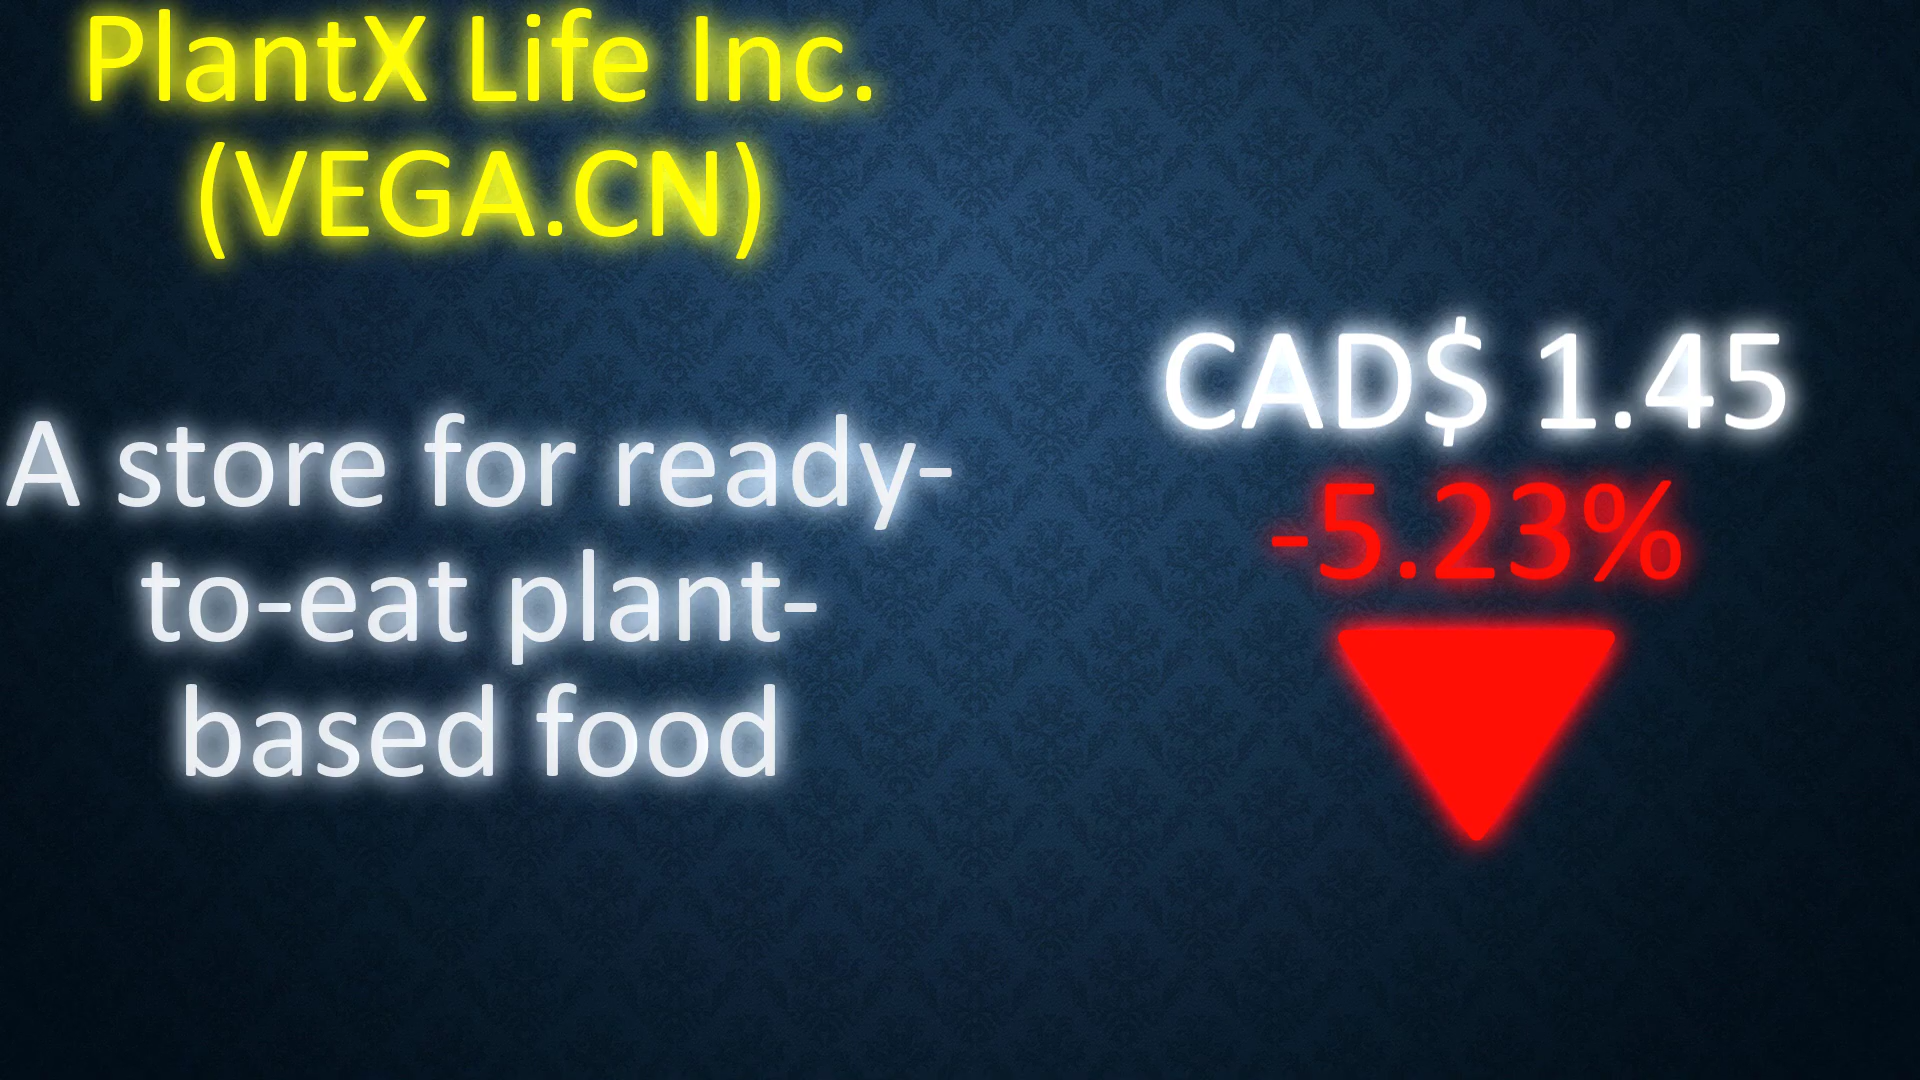 PlantX Life Inc.
(VEGA.CN)
A store for ready-
to-eat plant-
based food
CAD$ 1.45
-5.23%